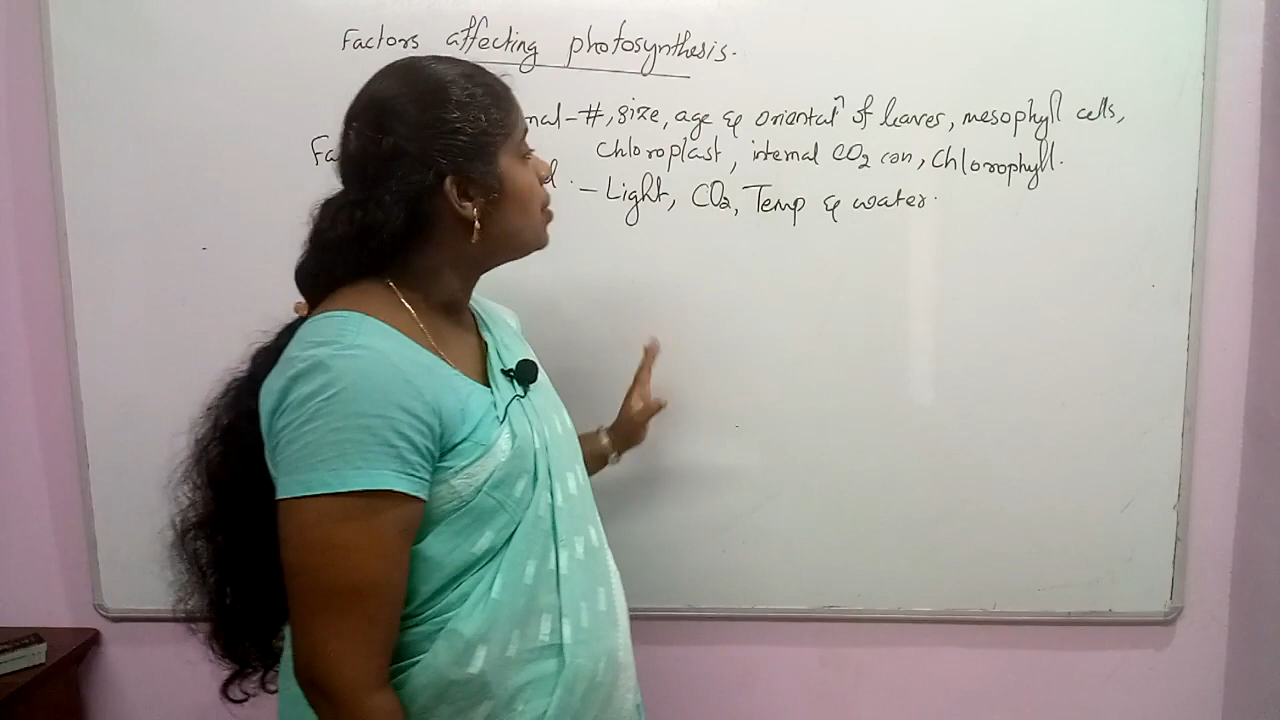 Factors affecting photosynthesis.
nal - #, size, age & orientatⁿ of leaves, mesophyll cells,
Fa chloroplast, internal CO2 con, Chlorophyll.
- Light, CO2, Temp & water.